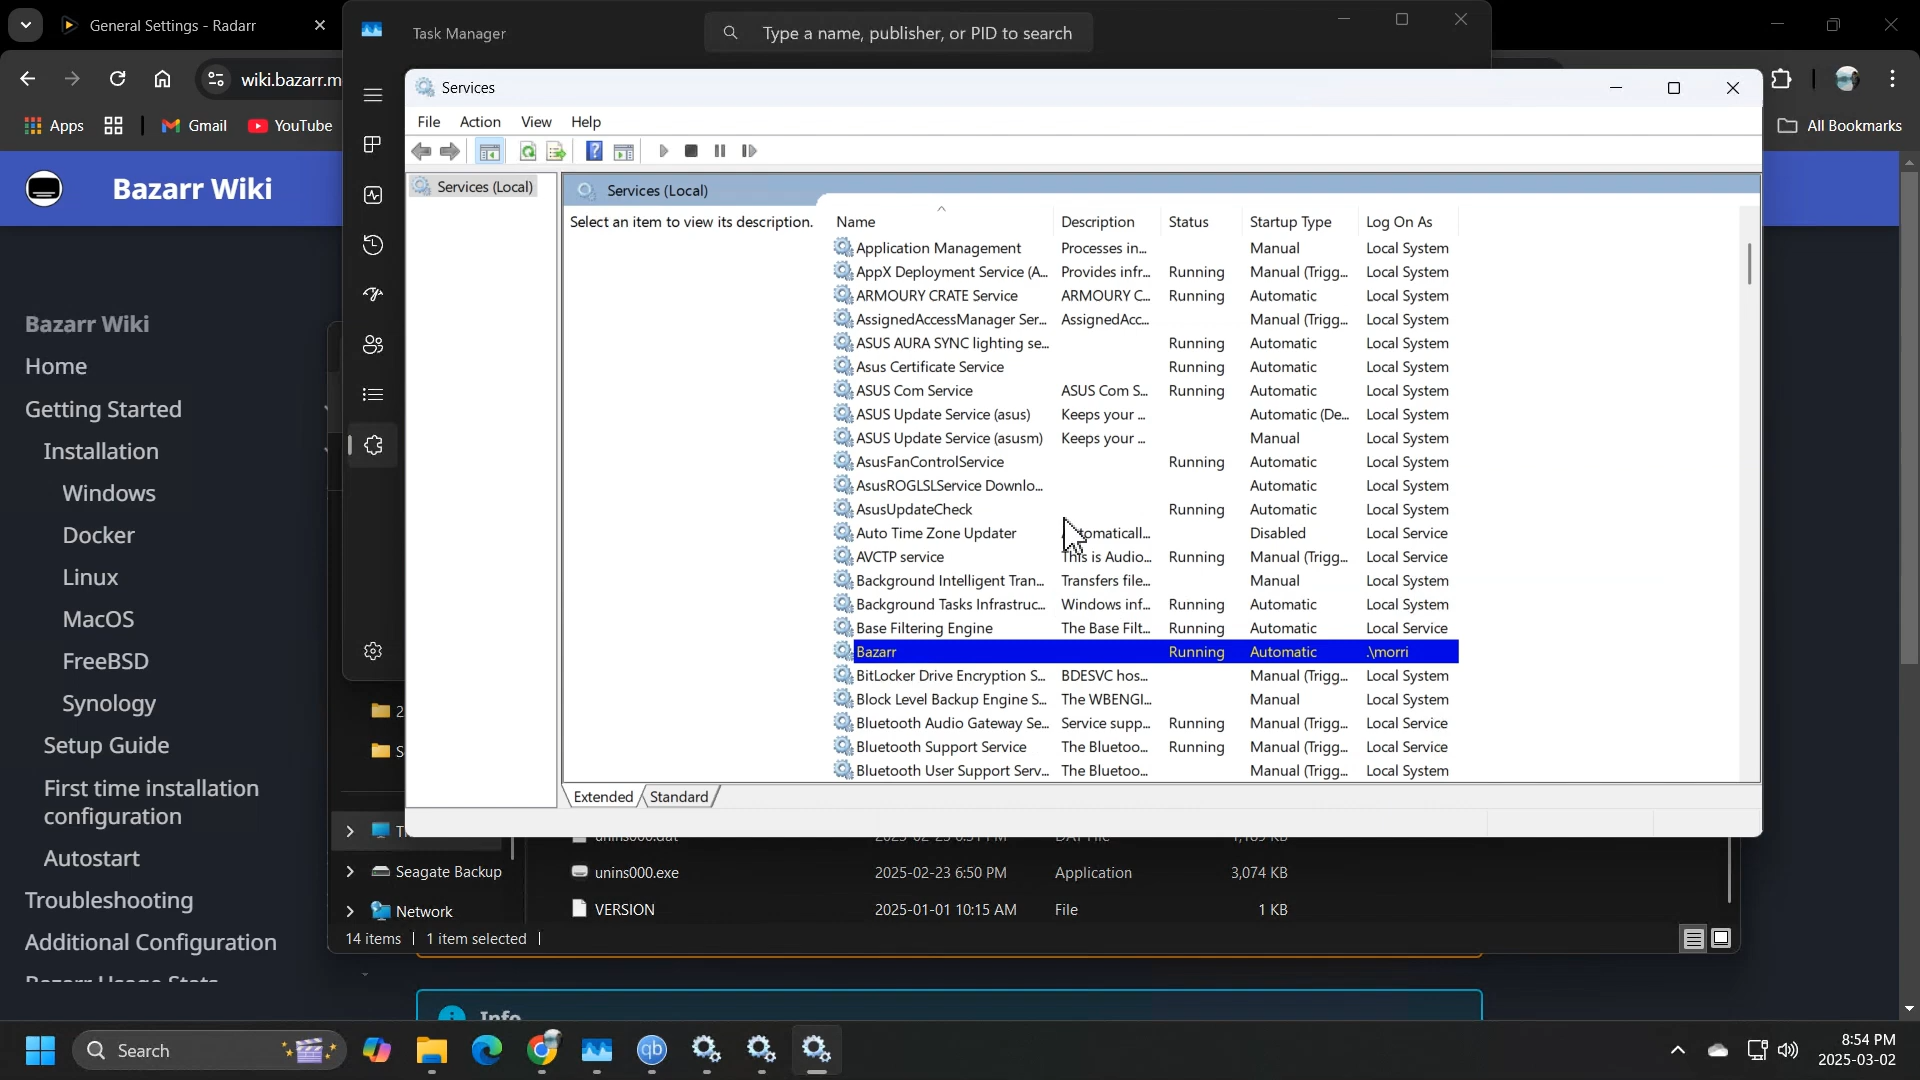 General Settings - Radarr
Task Manager
Type a name, publisher, or PID to search
wiki.bazarr.m
Apps
Gmail
YouTube
All Bookmarks
Bazarr Wiki
Bazarr Wiki
Home
Getting Started
Installation
Windows
Docker
Linux
MacOS
FreeBSD
Synology
Setup Guide
First time installation
configuration
Autostart
Troubleshooting
Additional Configuration
Services
File Action View Help
Services (Local)
Services (Local)
Select an item to view its description.
Name Description Status Startup Type Log On As
Application Management Processes in... Manual Local System
AppX Deployment Service (A... Provides infr... Running Manual (Trigg... Local System
ARMOURY CRATE Service ARMOURY C... Running Automatic Local System
AssignedAccessManager Ser... AssignedAcc... Manual (Trigg... Local System
ASUS AURA SYNC lighting se... Running Automatic Local System
Asus Certificate Service Running Automatic Local System
ASUS Com Service ASUS Com S... Running Automatic Local System
ASUS Update Service (asus) Keeps your ... Automatic (De... Local System
ASUS Update Service (asusm) Keeps your ... Manual Local System
AsusFanControlService Running Automatic Local System
AsusROGLSLService Downlo... Automatic Local System
AsusUpdateCheck Running Automatic Local System
Auto Time Zone Updater omaticall... Disabled Local Service
AVCTP service This is Audio... Running Manual (Trigg... Local Service
Background Intelligent Tran... Transfers file... Manual Local System
Background Tasks Infrastruc... Windows inf... Running Automatic Local System
Base Filtering Engine The Base Filt... Running Automatic Local Service
Bazarr Running Automatic .\morri
BitLocker Drive Encryption S... BDESVC hos... Manual (Trigg... Local System
Block Level Backup Engine S... The WBENGI... Manual Local System
Bluetooth Audio Gateway Se... Service supp... Running Manual (Trigg... Local Service
Bluetooth Support Service The Bluetoo... Running Manual (Trigg... Local Service
Bluetooth User Support Serv... The Bluetoo... Manual (Trigg... Local System
Extended Standard
2
S
T
Seagate Backup
Network
unins000.exe 2025-02-23 6:50 PM Application 3,074 KB
VERSION 2025-01-01 10:15 AM File 1 KB
14 items 1 item selected
Info
Search
qb
8:54 PM
2025-03-02